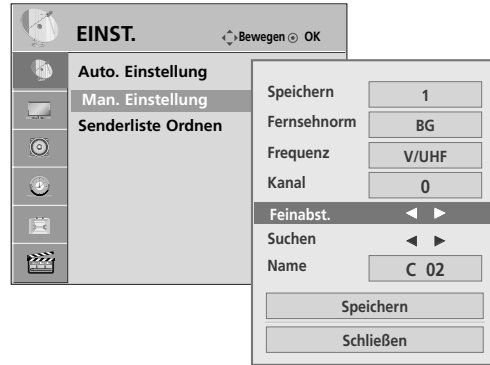 EINST.
Bewegen OK
Auto. Einstellung
Man. Einstellung
Senderliste Ordnen
Speichern 1
Fernsehnorm BG
Frequenz V/UHF
Kanal 0
Feinabst. ◄ ►
Suchen ◄ ►
Name C 02
Speichern
Schließen